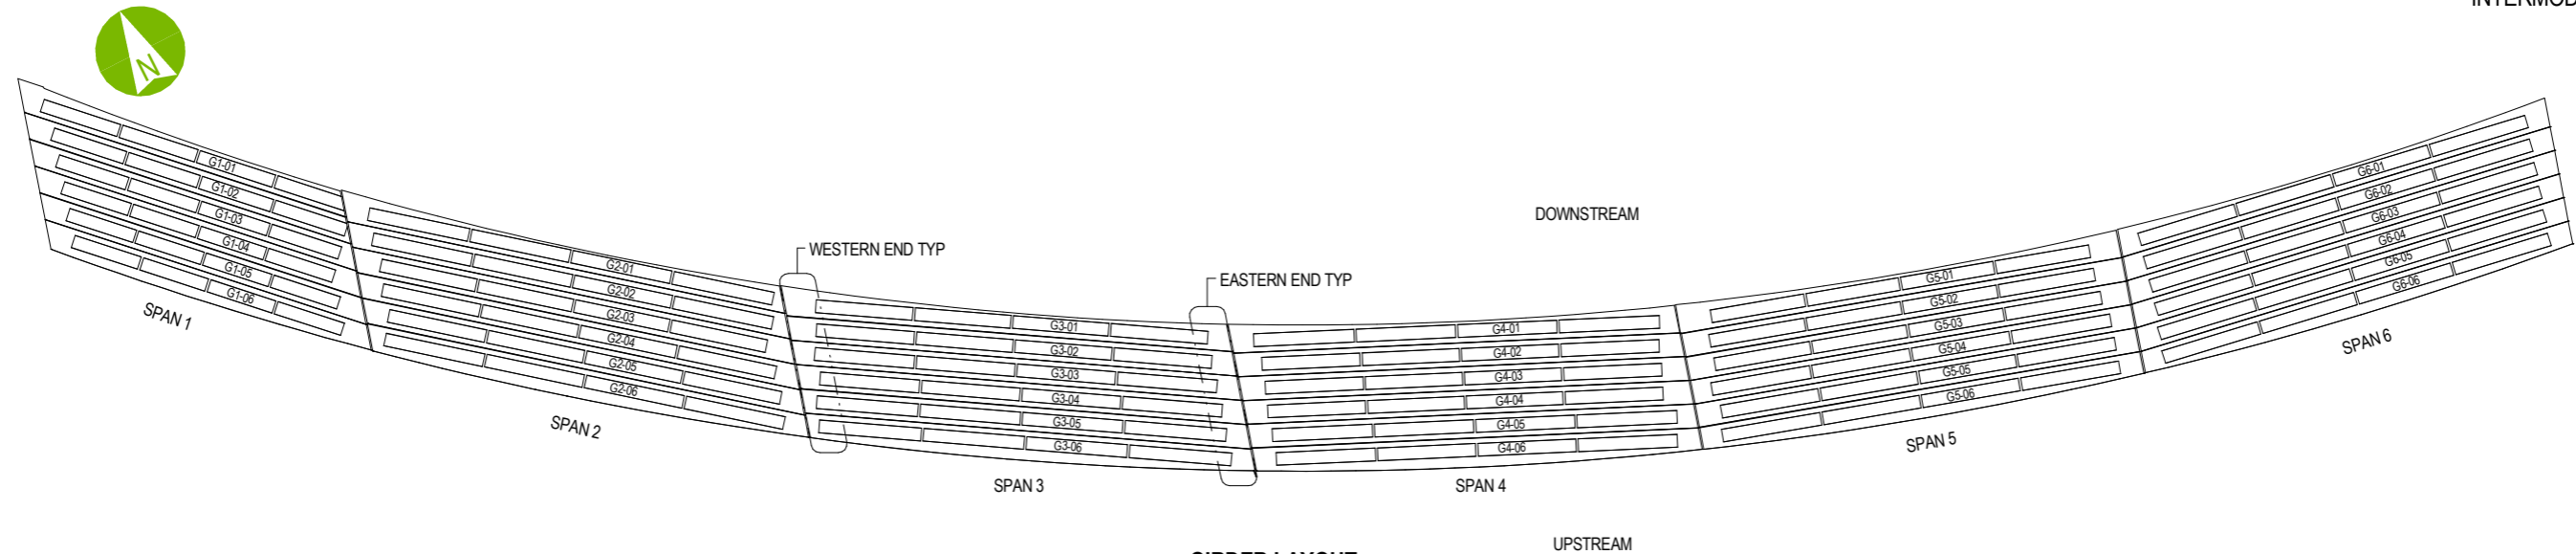 INTERMOD
N
G1-01
G1-02
G1-03
G1-04
G1-05
G1-06
SPAN 1
G2-01
G2-02
G2-03
G2-04
G2-05
G2-06
SPAN 2
WESTERN END TYP
EASTERN END TYP
G3-01
G3-02
G3-03
G3-04
G3-05
G3-06
SPAN 3
DOWNSTREAM
G4-01
G4-02
G4-03
G4-04
G4-05
G4-06
SPAN 4
G5-01
G5-02
G5-03
G5-04
G5-05
G5-06
SPAN 5
G6-01
G6-02
G6-03
G6-04
G6-05
G6-06
SPAN 6
UPSTREAM
GIRDER LAYOUT